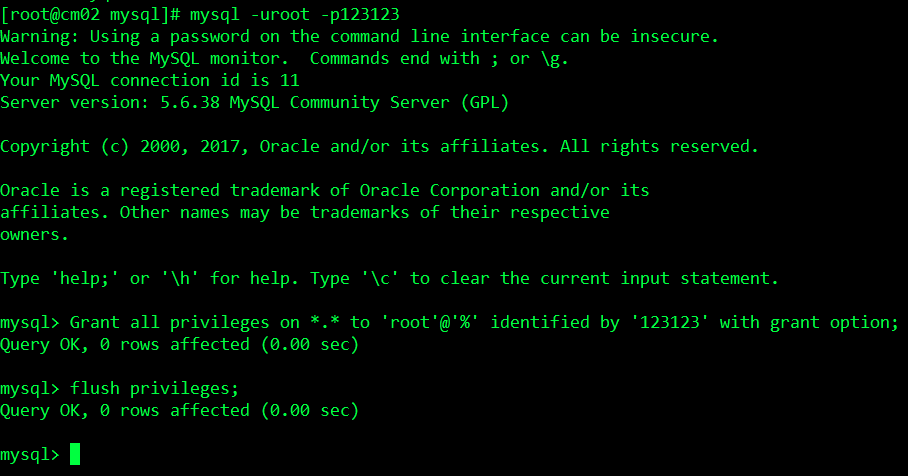 [root@cm02 mysql]# mysql -uroot -p123123
Warning: Using a password on the command line interface can be insecure.
Welcome to the MySQL monitor.  Commands end with ; or \g.
Your MySQL connection id is 11
Server version: 5.6.38 MySQL Community Server (GPL)
Copyright (c) 2000, 2017, Oracle and/or its affiliates. All rights reserved.
Oracle is a registered trademark of Oracle Corporation and/or its
affiliates. Other names may be trademarks of their respective
owners.
Type 'help;' or '\h' for help. Type '\c' to clear the current input statement.
mysql> Grant all privileges on *.* to 'root'@'%' identified by '123123' with grant option;
Query OK, 0 rows affected (0.00 sec)
mysql> flush privileges;
Query OK, 0 rows affected (0.00 sec)
mysql>